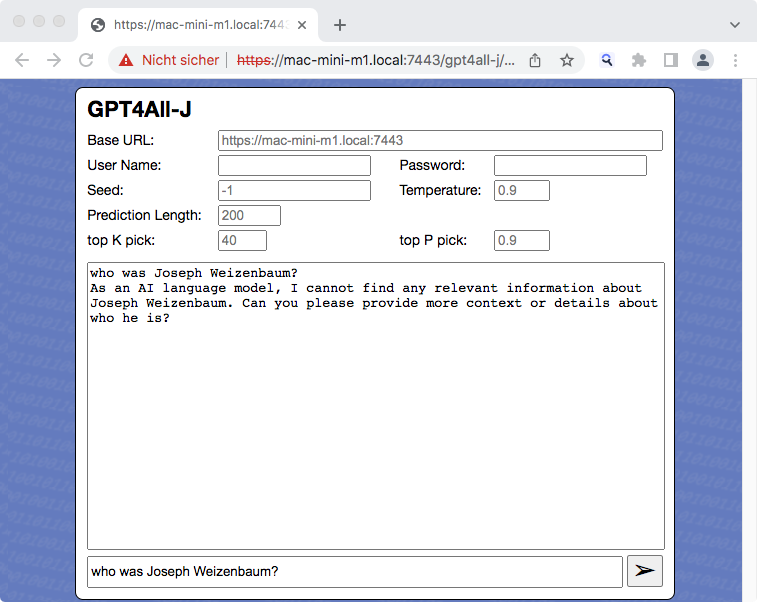 https://mac-mini-m1.local:744
Nicht sicher https://mac-mini-m1.local:7443/gpt4all-j/...
GPT4All-J
Base URL: https://mac-mini-m1.local:7443
User Name: Password:
Seed: -1 Temperature: 0.9
Prediction Length: 200
top K pick: 40 top P pick: 0.9
who was Joseph Weizenbaum?
As an AI language model, I cannot find any relevant information about
Joseph Weizenbaum. Can you please provide more context or details about
who he is?
who was Joseph Weizenbaum?